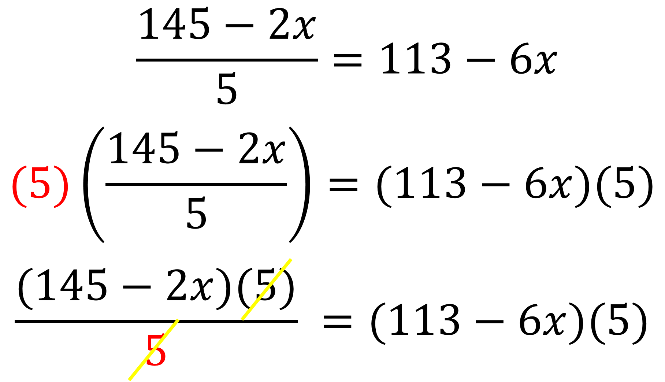 (145 − 2x)/5 = 113 − 6x
(5)((145 − 2x)/5) = (113 − 6x)(5)
(145 − 2x)(5)/5 = (113 − 6x)(5)